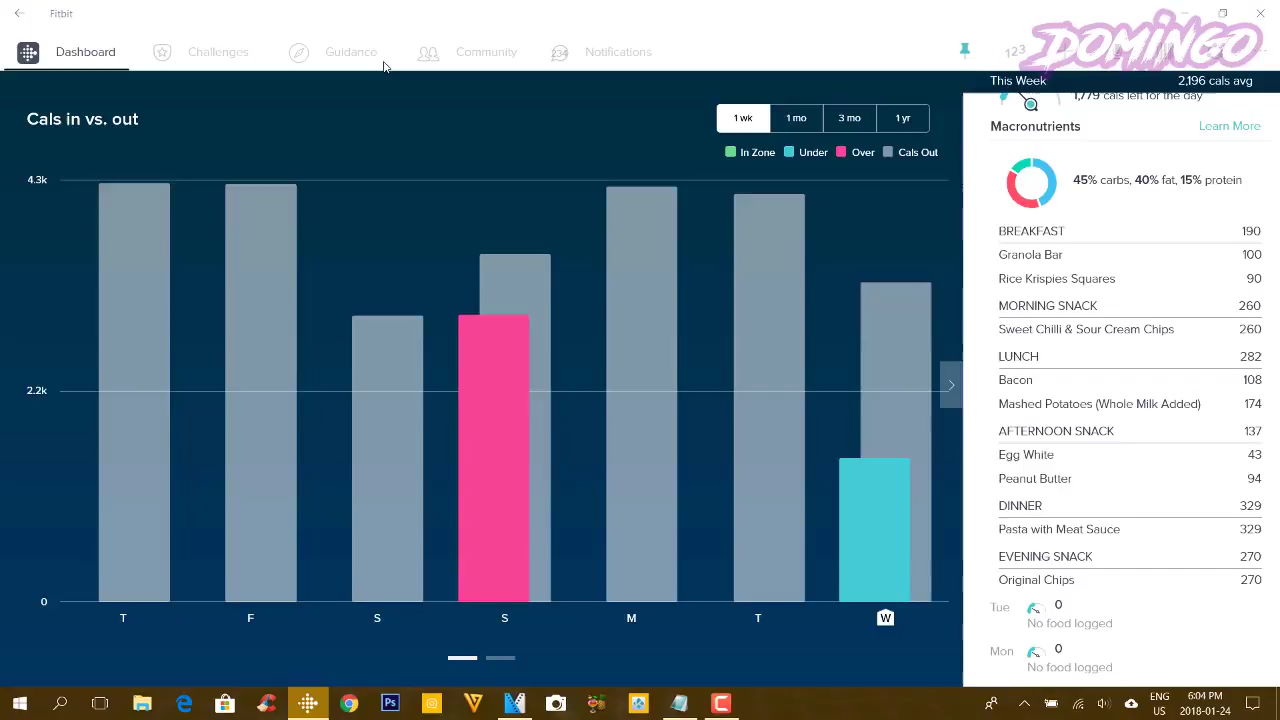 Fitbit
Dashboard
Challenges
Guidance
Community
234
Notifications
123
DOMINGO
This Week 2,196 cals avg
Cals in vs. out
1 wk 1 mo 3 mo 1 yr
In Zone Under Over Cals Out
4.3k
2.2k
0
T F S S M T W
1,779 cals left for the day
Macronutrients Learn More
45% carbs, 40% fat, 15% protein
BREAKFAST 190
Granola Bar 100
Rice Krispies Squares 90
MORNING SNACK 260
Sweet Chilli & Sour Cream Chips 260
LUNCH 282
Bacon 108
Mashed Potatoes (Whole Milk Added) 174
AFTERNOON SNACK 137
Egg White 43
Peanut Butter 94
DINNER 329
Pasta with Meat Sauce 329
EVENING SNACK 270
Original Chips 270
Tue 0
No food logged
Mon 0
No food logged
Ps
ENG 6:04 PM
US 2018-01-24